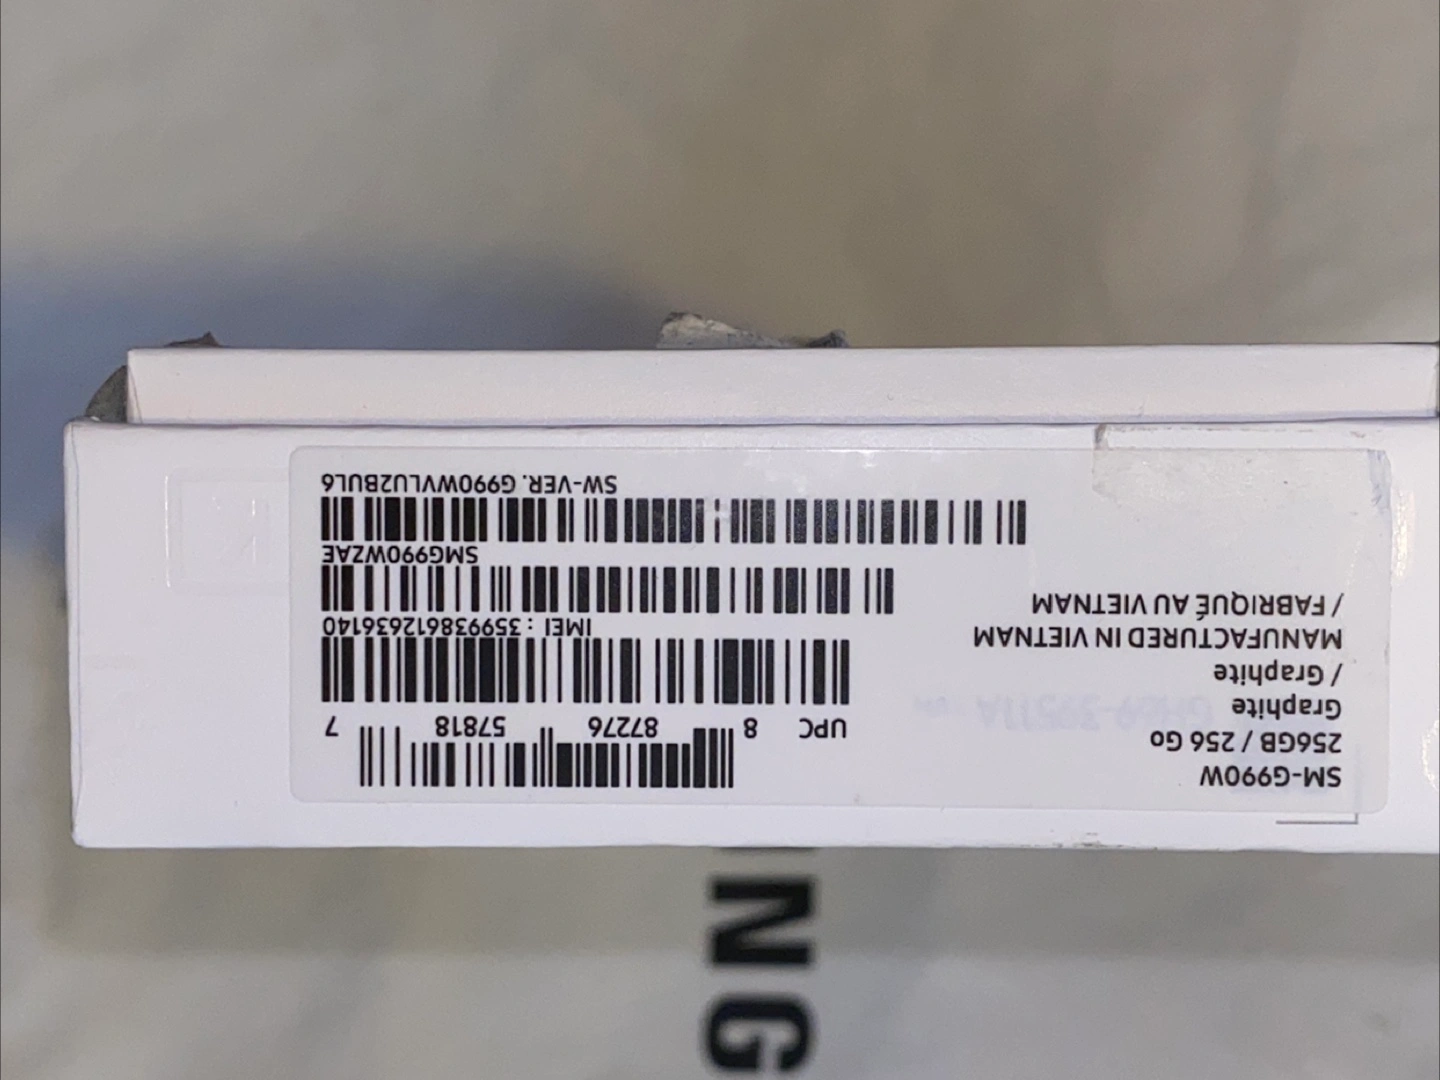 SM-G990W
256GB / 256 Go
Graphite
/ Graphite
MANUFACTURED IN VIETNAM
/ FABRIQUÉ AU VIETNAM
UPC 8 87276 57818 7
IMEI : 359938612636140
SMG990WZAE
SW-VER. G990WVLU2BUL6
NG